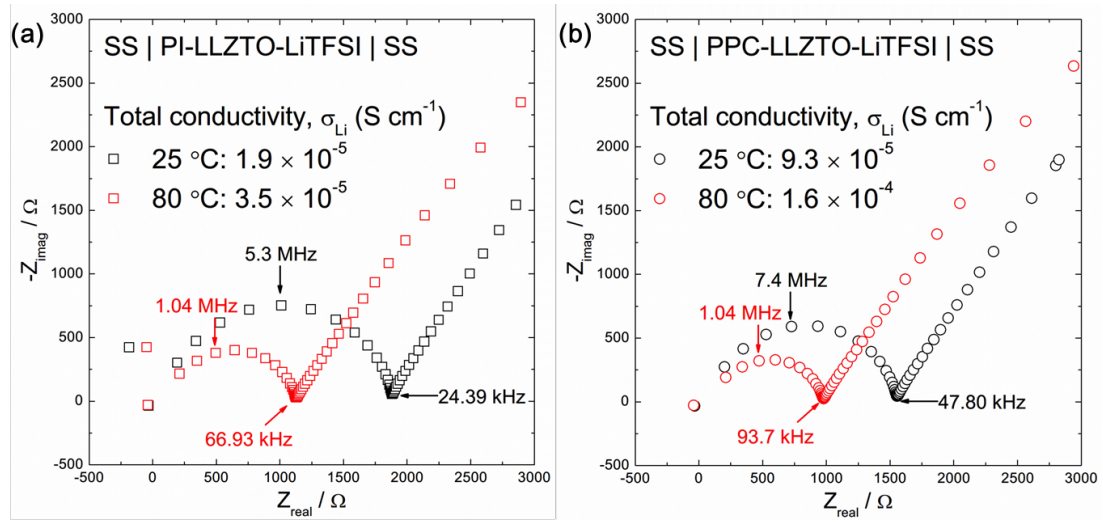 (a)
SS | PI-LLZTO-LiTFSI | SS
Total conductivity, σLi (S cm-1)
25 °C: 1.9 × 10-5
80 °C: 3.5 × 10-5
5.3 MHz
1.04 MHz
24.39 kHz
66.93 kHz
3000
2500
2000
1500
1000
500
0
-500
-Zimag / Ω
-500 0 500 1000 1500 2000 2500 3000
Zreal / Ω
(b)
SS | PPC-LLZTO-LiTFSI | SS
Total conductivity, σLi (S cm-1)
25 °C: 9.3 × 10-5
80 °C: 1.6 × 10-4
7.4 MHz
1.04 MHz
47.80 kHz
93.7 kHz
3000
2500
2000
1500
1000
500
0
-500
-Zimag / Ω
-500 0 500 1000 1500 2000 2500 3000
Zreal / Ω